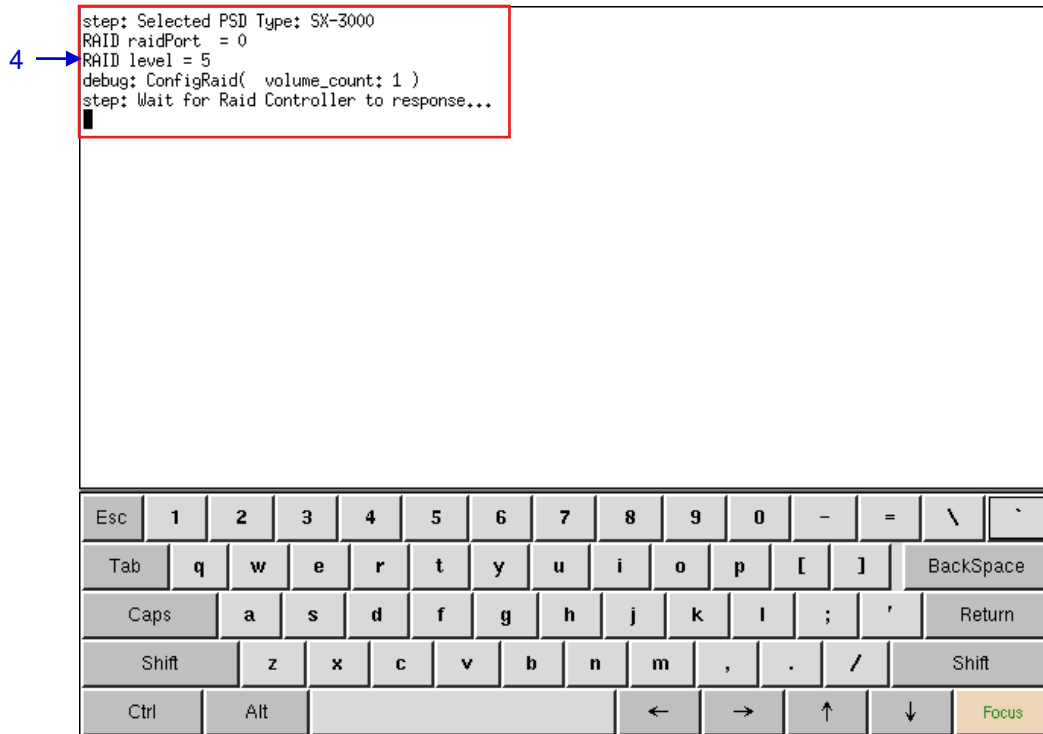 step: Selected PSD Type: SX-3000
RAID raidPort = 0
4
RAID level = 5
debug: ConfigRaid( volume_count: 1 )
step: Wait for Raid Controller to response...
Esc 1 2 3 4 5 6 7 8 9 0 - = \ `
Tab q w e r t y u i o p [ ] BackSpace
Caps a s d f g h j k l ; ' Return
Shift z x c v b n m , . / Shift
Ctrl Alt ← → ↑ ↓ Focus